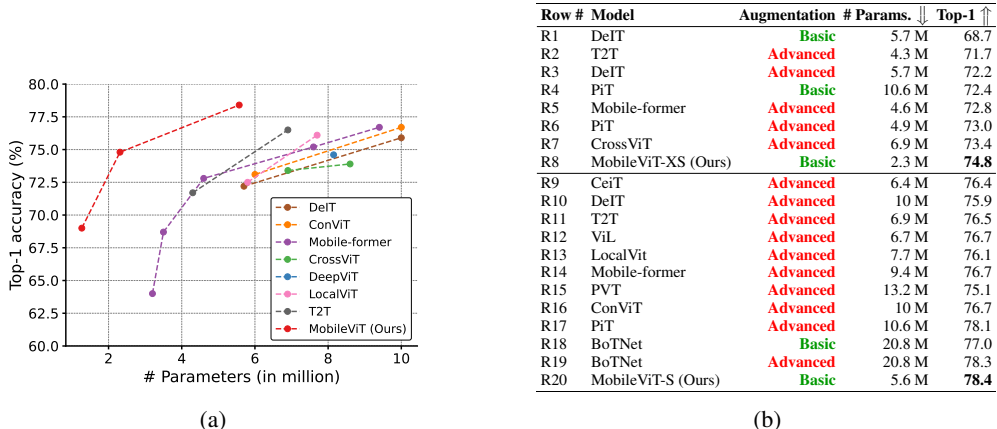 80.0
77.5
75.0
72.5
70.0
67.5
65.0
62.5
60.0
Top-1 accuracy (%)
2 4 6 8 10
# Parameters (in million)
DeIT
ConViT
Mobile-former
CrossViT
DeepViT
LocalViT
T2T
MobileViT (Ours)
(a)
Row # Model Augmentation # Params. ⇓ Top-1 ⇑
R1 DeIT Basic 5.7 M 68.7
R2 T2T Advanced 4.3 M 71.7
R3 DeIT Advanced 5.7 M 72.2
R4 PiT Basic 10.6 M 72.4
R5 Mobile-former Advanced 4.6 M 72.8
R6 PiT Advanced 4.9 M 73.0
R7 CrossViT Advanced 6.9 M 73.4
R8 MobileViT-XS (Ours) Basic 2.3 M 74.8
R9 CeiT Advanced 6.4 M 76.4
R10 DeIT Advanced 10 M 75.9
R11 T2T Advanced 6.9 M 76.5
R12 ViL Advanced 6.7 M 76.7
R13 LocalVit Advanced 7.7 M 76.1
R14 Mobile-former Advanced 9.4 M 76.7
R15 PVT Advanced 13.2 M 75.1
R16 ConViT Advanced 10 M 76.7
R17 PiT Advanced 10.6 M 78.1
R18 BoTNet Basic 20.8 M 77.0
R19 BoTNet Advanced 20.8 M 78.3
R20 MobileViT-S (Ours) Basic 5.6 M 78.4
(b)